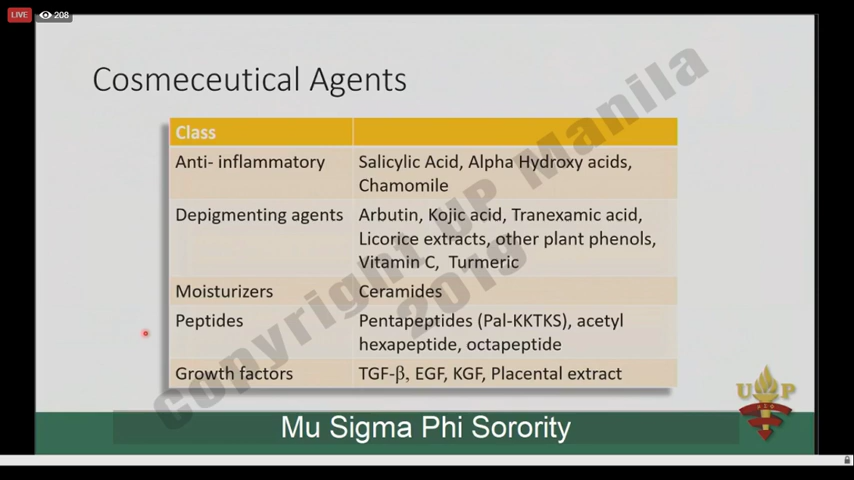 LIVE 208
Cosmeceutical Agents
Class
Anti- inflammatory Salicylic Acid, Alpha Hydroxy acids,
Chamomile
Depigmenting agents Arbutin, Kojic acid, Tranexamic acid,
Licorice extracts, other plant phenols,
Vitamin C, Turmeric
Moisturizers Ceramides
Peptides Pentapeptides (Pal-KKTKS), acetyl
hexapeptide, octapeptide
Growth factors TGF-β, EGF, KGF, Placental extract
Copyright UP Manila
2019
UP
Mu Sigma Phi Sorority